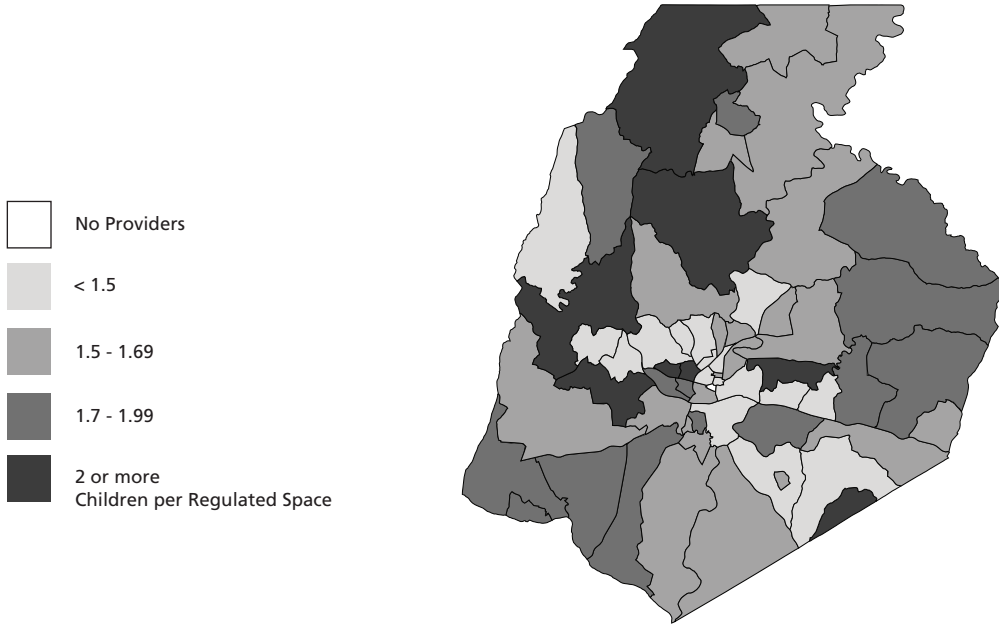 No Providers
< 1.5
1.5 - 1.69
1.7 - 1.99
2 or more
Children per Regulated Space